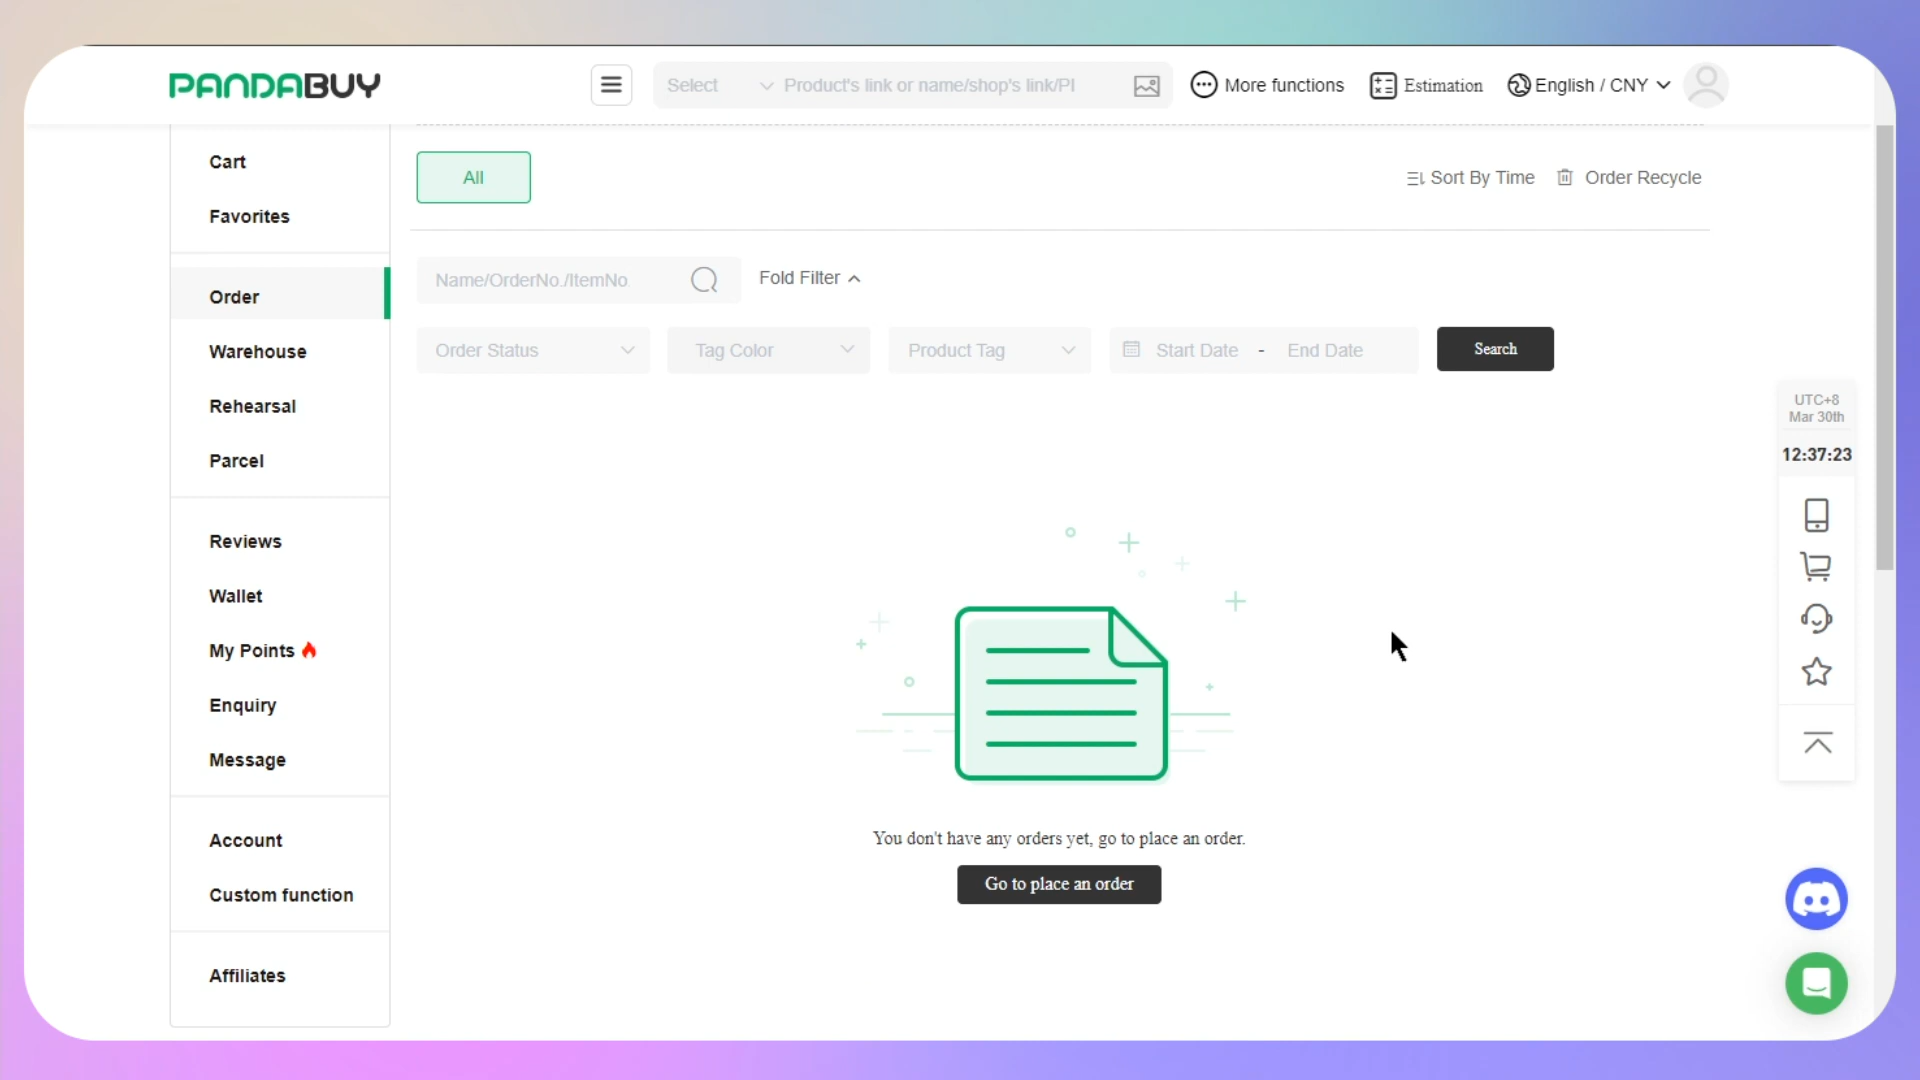 PANDABUY
Select
Product's link or name/shop's link/PI
More functions
Estimation
English / CNY
Cart
Favorites
Order
Warehouse
Rehearsal
Parcel
Reviews
Wallet
My Points
Enquiry
Message
Account
Custom function
Affiliates
All
Sort By Time
Order Recycle
Name/OrderNo./ItemNo
Fold Filter
Order Status
Tag Color
Product Tag
Start Date - End Date
Search
You don't have any orders yet, go to place an order.
Go to place an order
UTC+8
Mar 30th
12:37:23